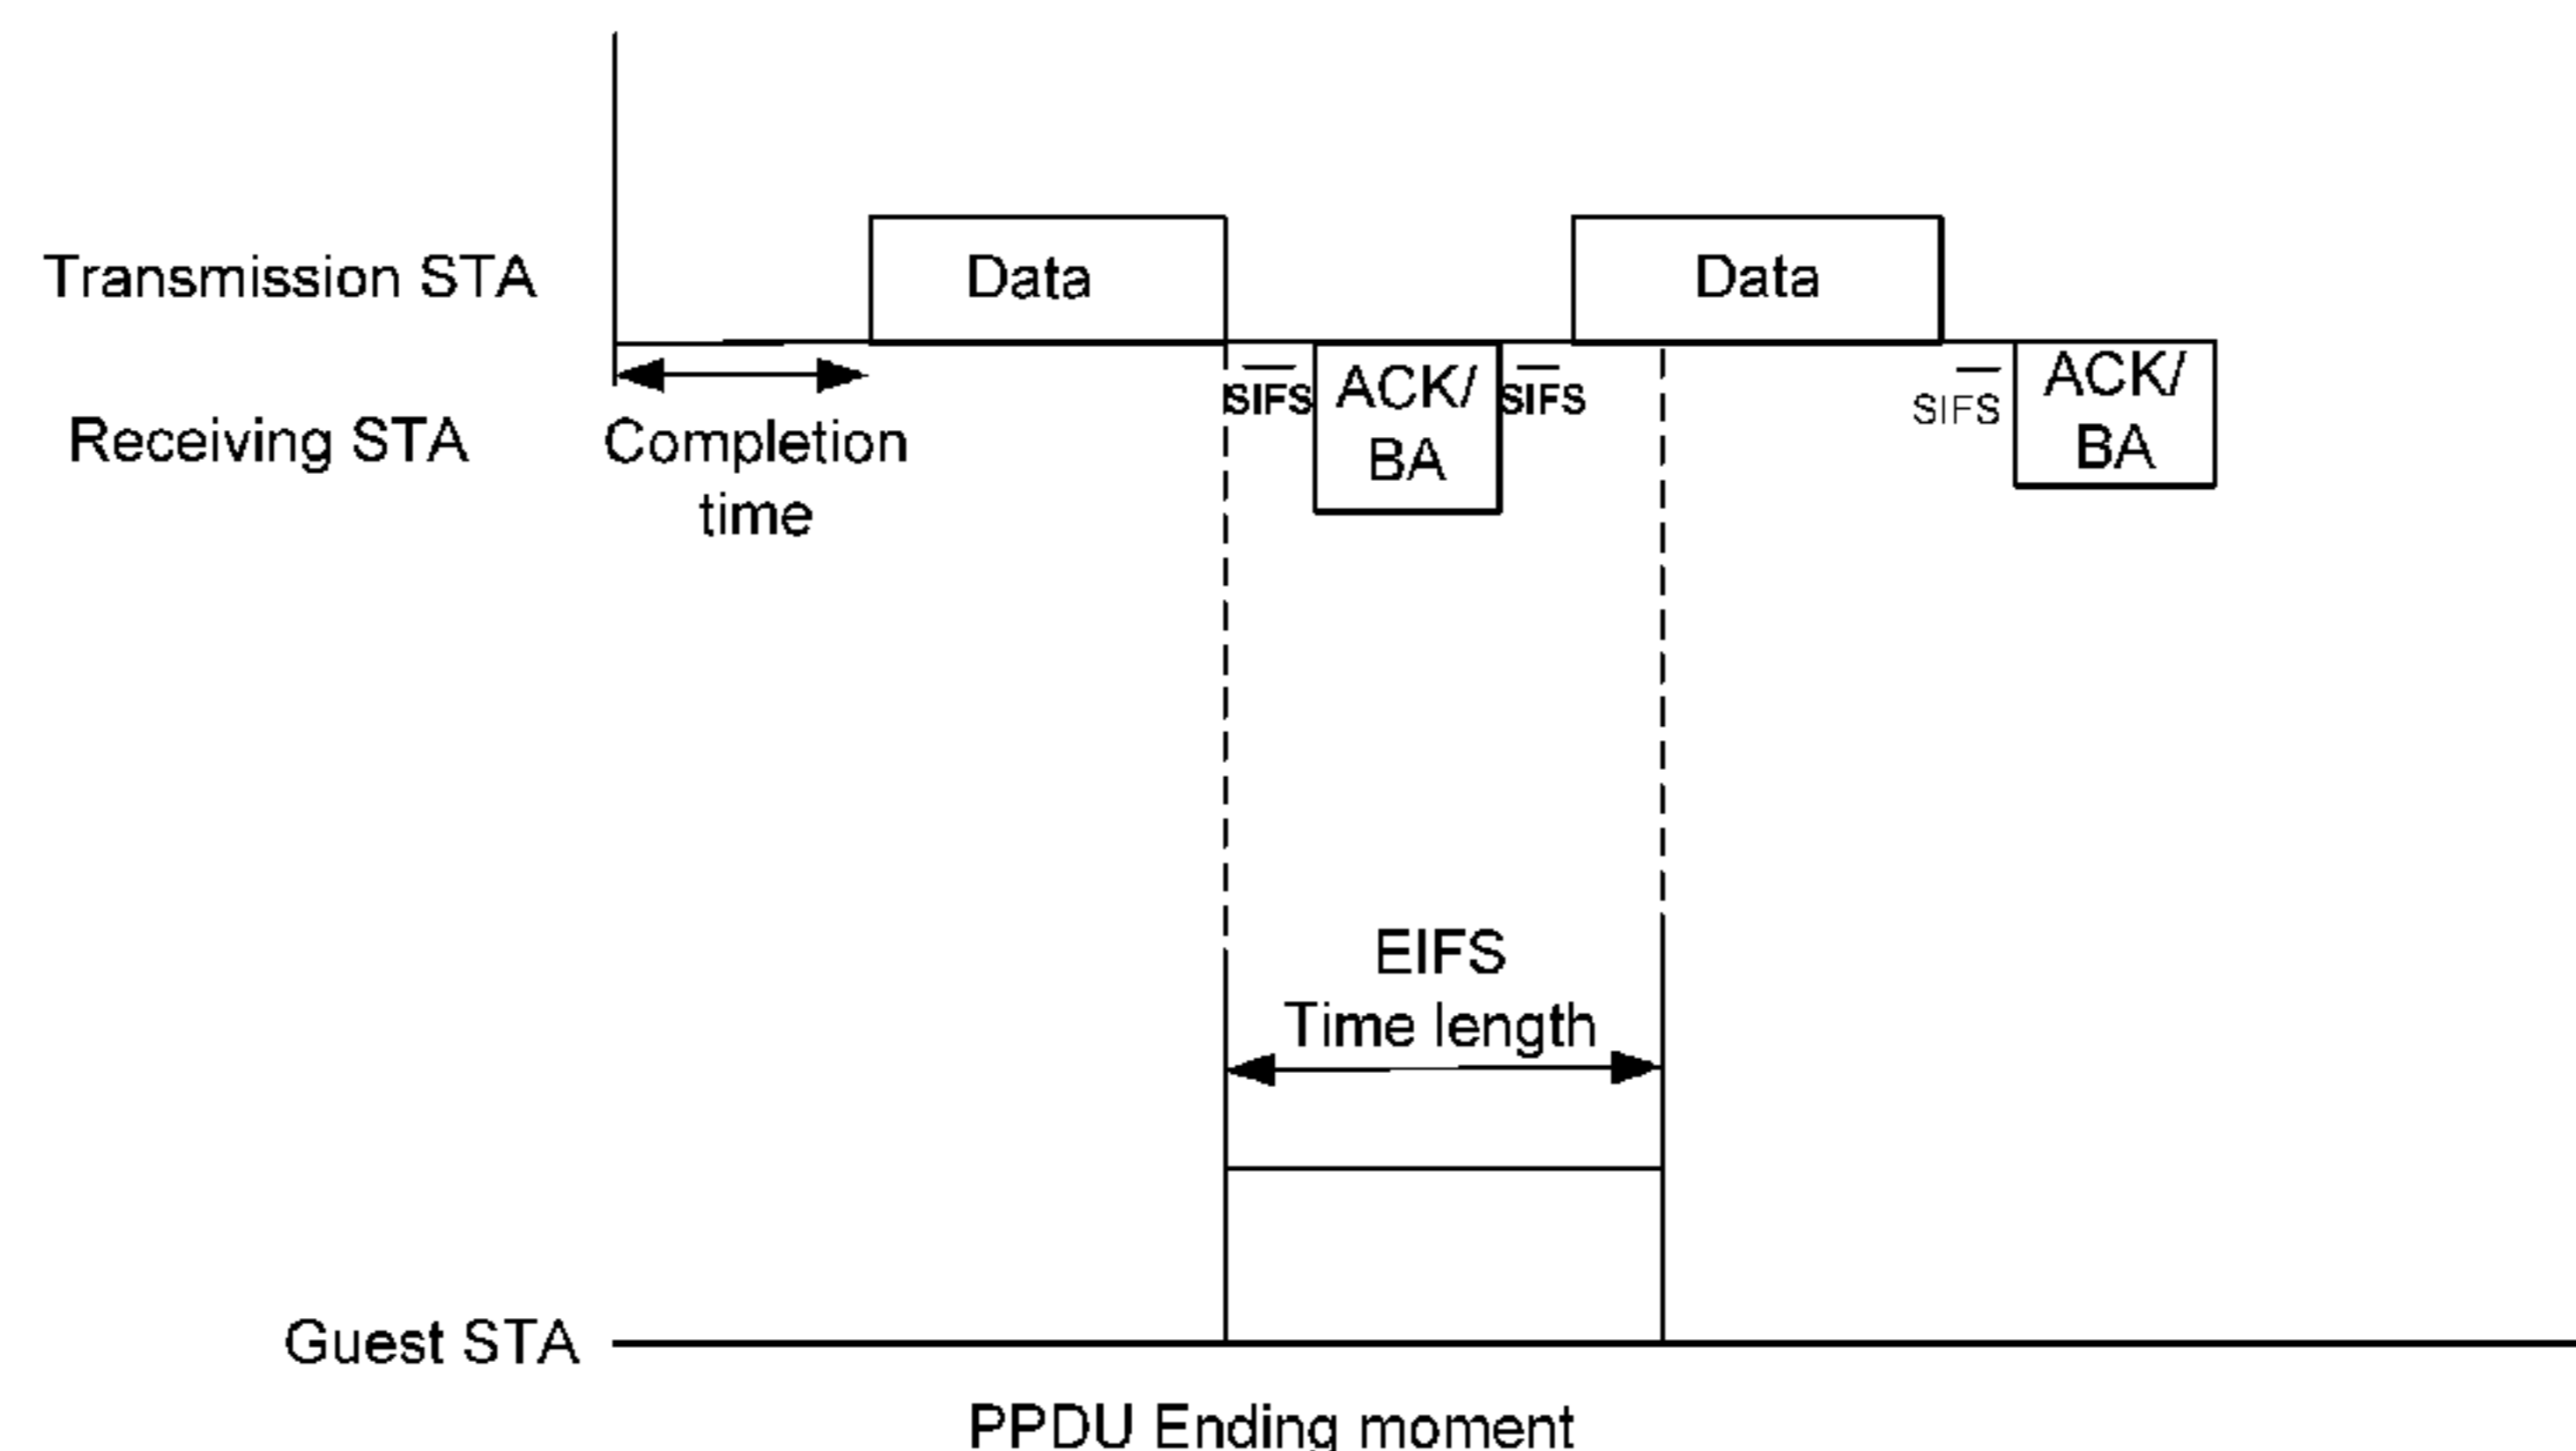 Transmission STA
Data
Data
Receiving STA
Completion
time
SIFS
ACK/
BA
SIFS
SIFS
ACK/
BA
EIFS
Time length
Guest STA
PPDU Ending moment